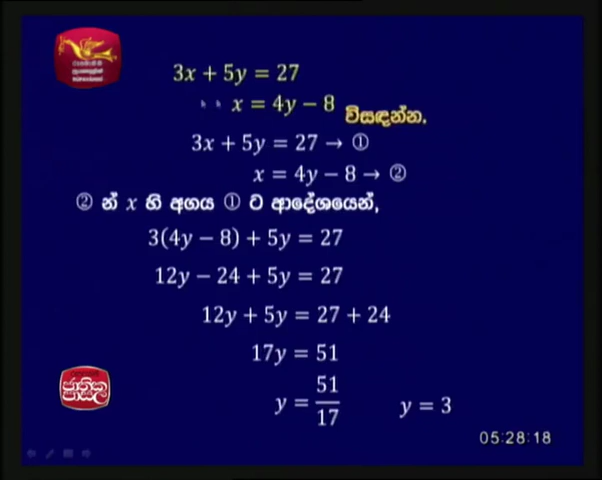 3x + 5y = 27
x = 4y − 8 විසඳන්න.
3x + 5y = 27 → ①
x = 4y − 8 → ②
② න් x හි අගය ① ට ආදේශයෙන්,
3(4y − 8) + 5y = 27
12y − 24 + 5y = 27
12y + 5y = 27 + 24
17y = 51
y = 51/17 y = 3
ජාතික
පාසල
05:28:18